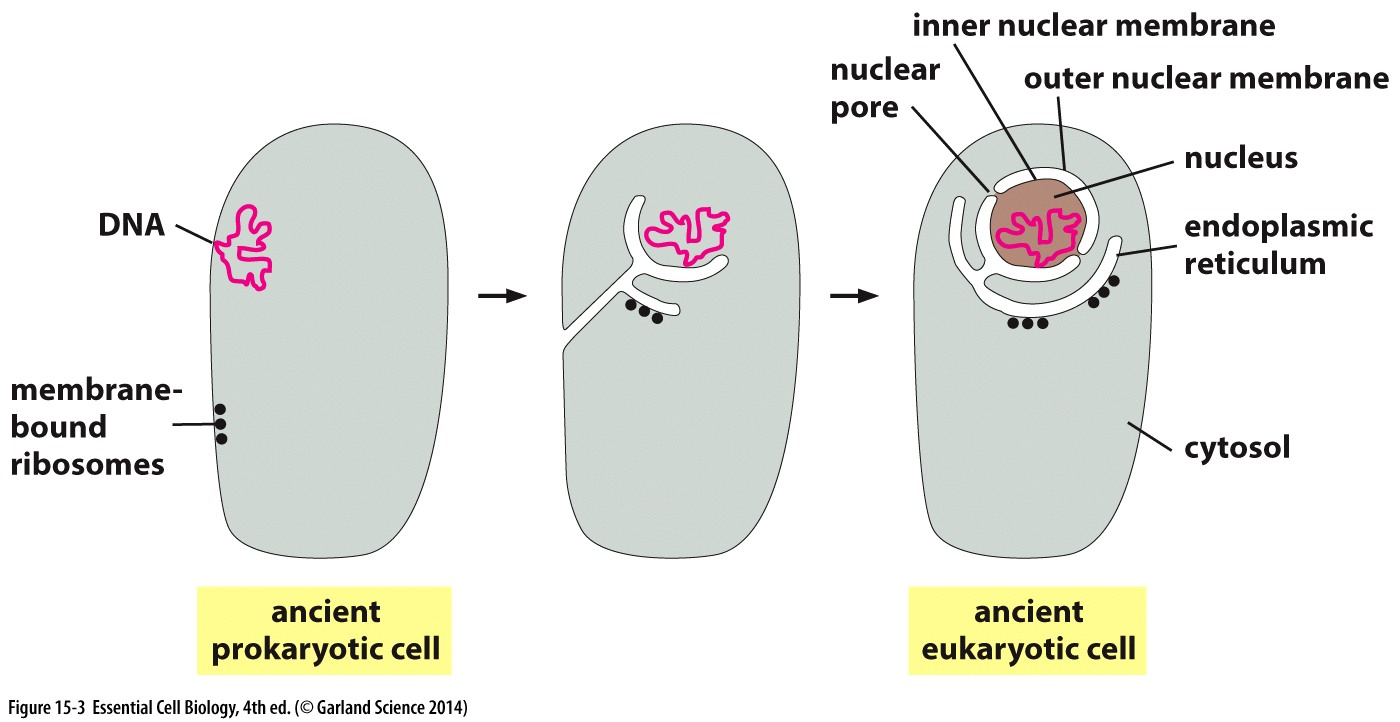 inner nuclear membrane
nuclear
pore
outer nuclear membrane
nucleus
DNA
endoplasmic
reticulum
membrane-
bound
ribosomes
cytosol
ancient
prokaryotic cell
ancient
eukaryotic cell
Figure 15-3 Essential Cell Biology, 4th ed. (© Garland Science 2014)